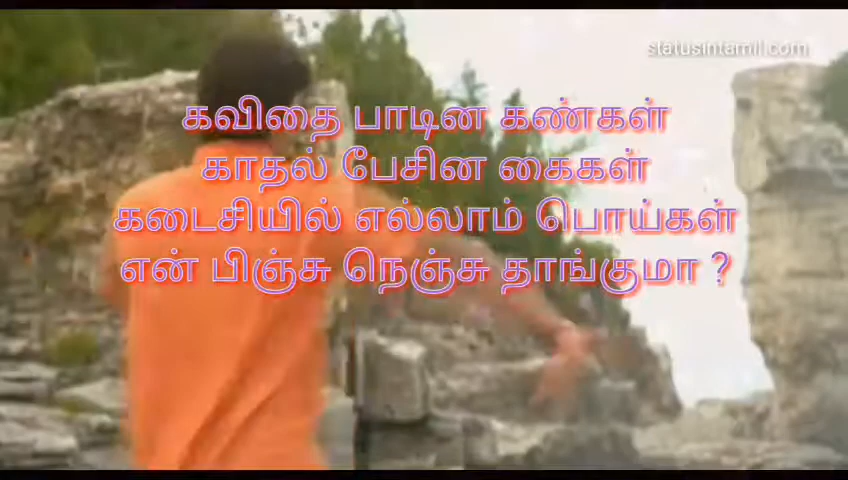 statusintamil.com
கவிதை பாடின கண்கள்
காதல் பேசின கைகள்
கடைசியில் எல்லாம் பொய்கள்
என் பிஞ்சு நெஞ்சு தாங்குமா ?